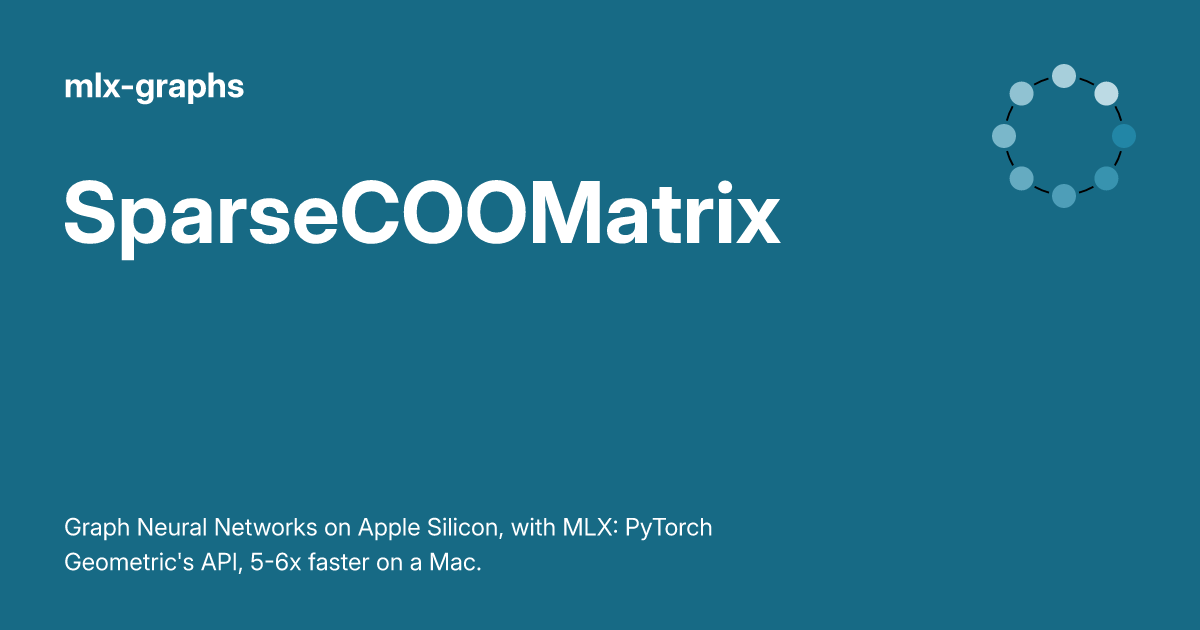 mlx-graphs
SparseCOOMatrix
Graph Neural Networks on Apple Silicon, with MLX: PyTorch
Geometric's API, 5-6x faster on a Mac.